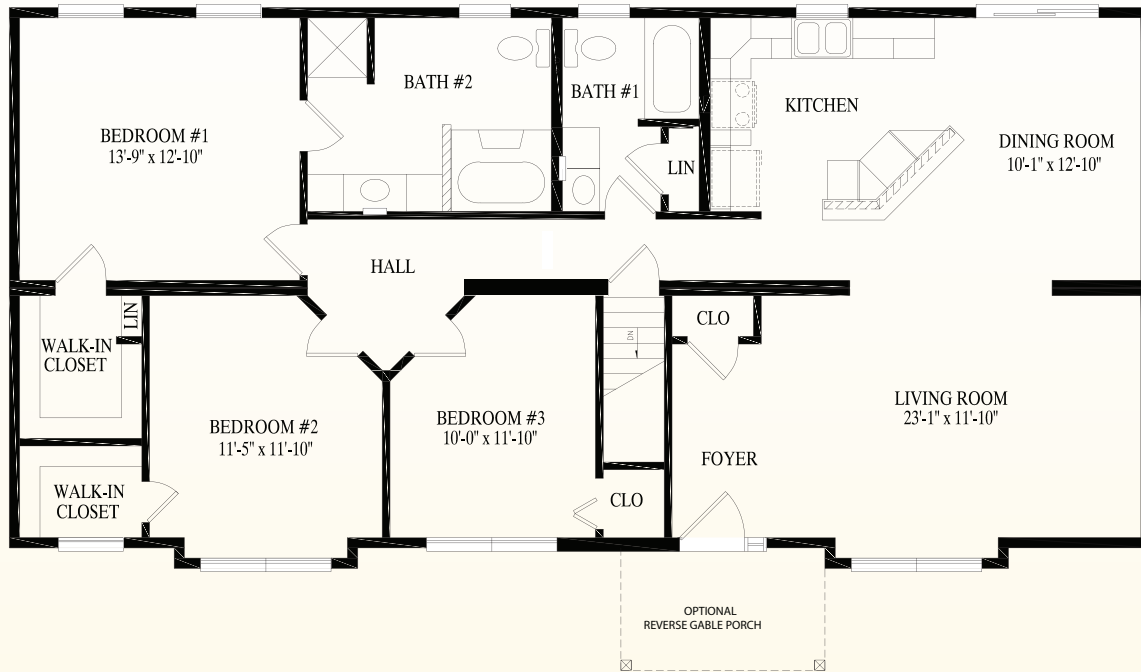 BEDROOM #1
13'-9" x 12'-10"
BATH #2
BATH #1
LIN
KITCHEN
DINING ROOM
10'-1" x 12'-10"
HALL
LIN
WALK-IN
CLOSET
DN
CLO
BEDROOM #2
11'-5" x 11'-10"
BEDROOM #3
10'-0" x 11'-10"
LIVING ROOM
23'-1" x 11'-10"
FOYER
WALK-IN
CLOSET
CLO
OPTIONAL
REVERSE GABLE PORCH